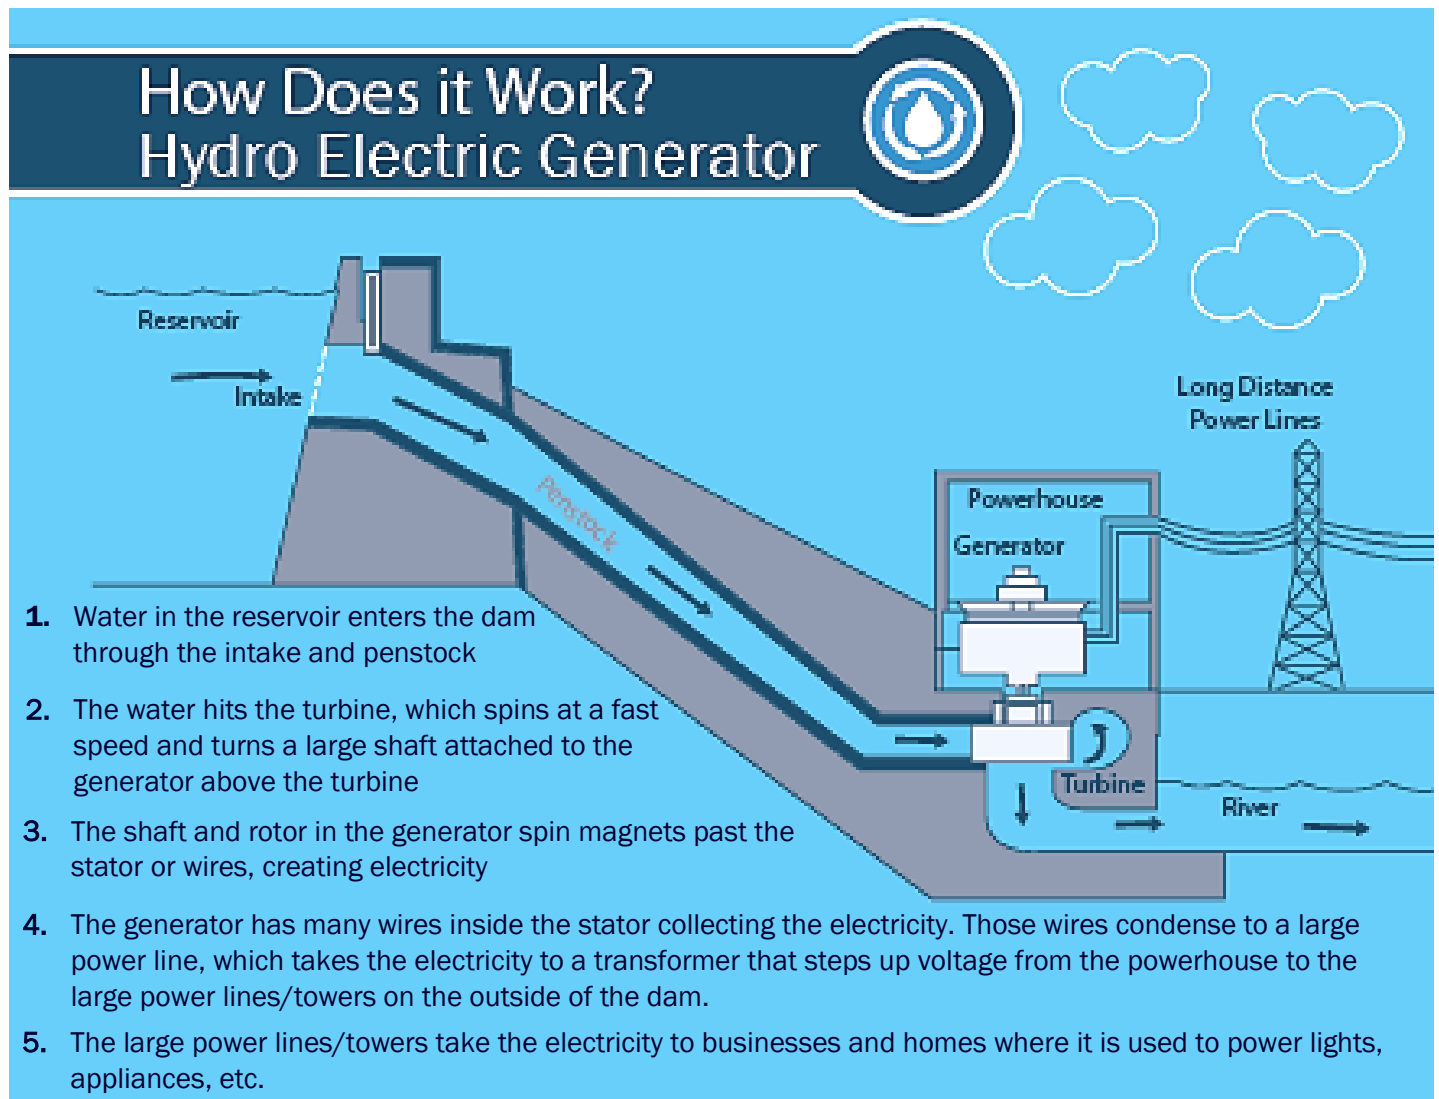 How Does it Work?
Hydro Electric Generator
Reservoir
Intake
Penstock
Long Distance
Power Lines
Powerhouse
Generator
Turbine
River
1. Water in the reservoir enters the dam
through the intake and penstock
2. The water hits the turbine, which spins at a fast
speed and turns a large shaft attached to the
generator above the turbine
3. The shaft and rotor in the generator spin magnets past the
stator or wires, creating electricity
4. The generator has many wires inside the stator collecting the electricity. Those wires condense to a large
power line, which takes the electricity to a transformer that steps up voltage from the powerhouse to the
large power lines/towers on the outside of the dam.
5. The large power lines/towers take the electricity to businesses and homes where it is used to power lights,
appliances, etc.